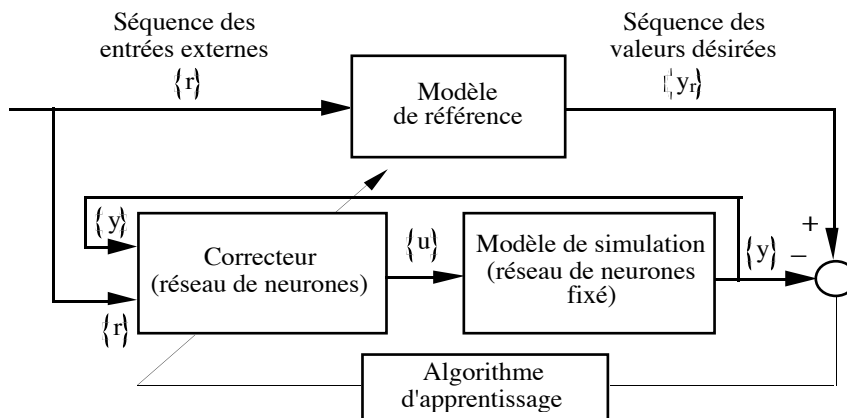 Séquence des
entrées externes
{r}
Séquence des
valeurs désirées
{yr}
Modèle
de référence
{y}
{r}
Correcteur
(réseau de neurones)
{u}
Modèle de simulation
(réseau de neurones
fixé)
{y}
+
−
Algorithme
d'apprentissage